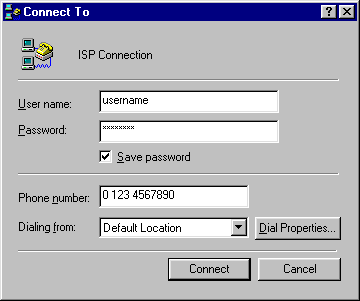 Connect To
ISP Connection
User name: username
Password: ××××××××
Save password
Phone number: 0 123 4567890
Dialing from: Default Location Dial Properties...
Connect Cancel